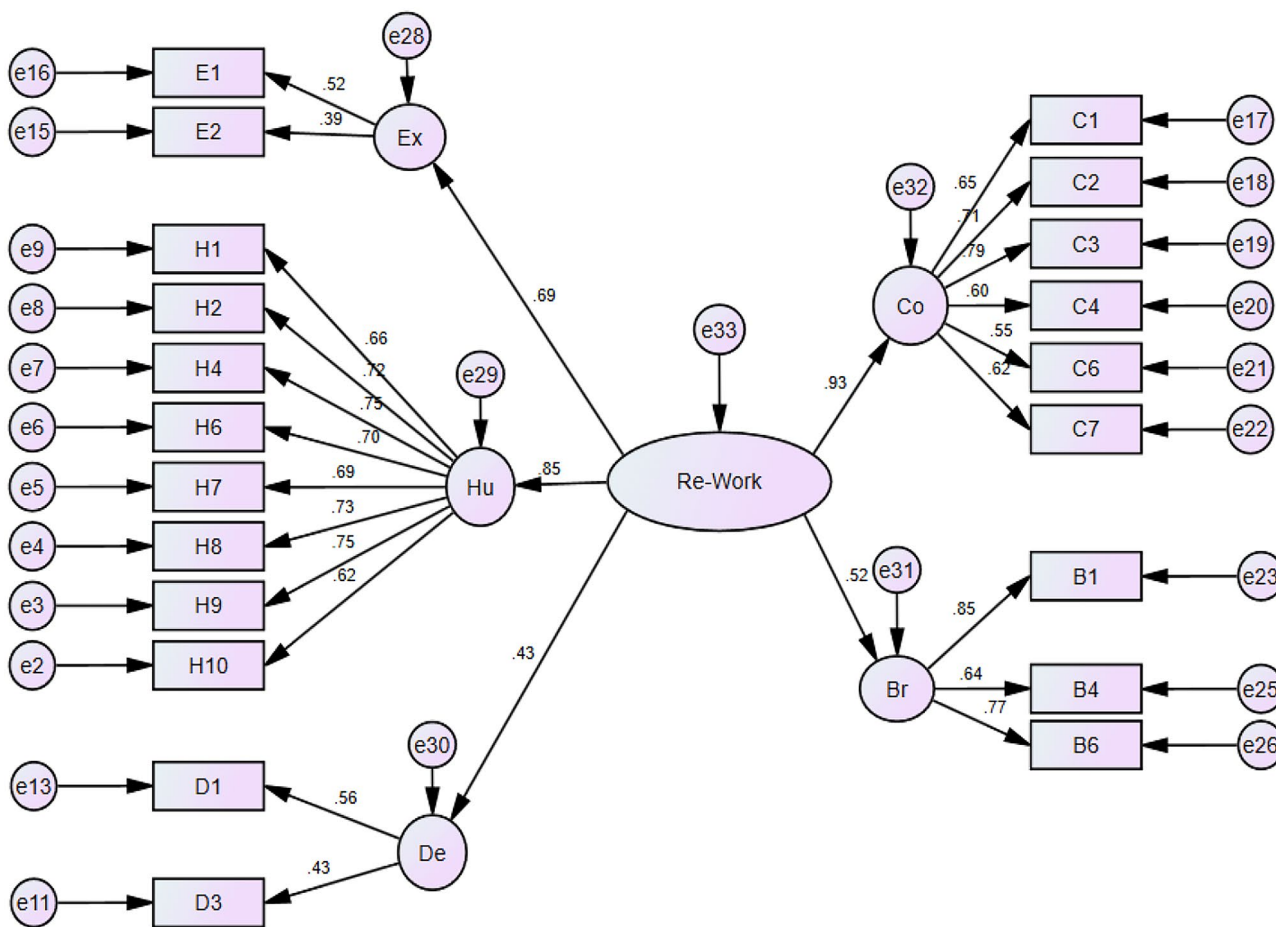 e28
e16
E1
.52
e15
E2
.39
Ex
e9
H1
e8
H2
e7
H4
e6
H6
e5
H7
e4
H8
e3
H9
e2
H10
.66
.72
.75
.70
.69
.73
.75
.62
e29
Hu
.69
.85
e33
Re-Work
.43
e30
e13
D1
.56
De
e11
D3
.43
e32
Co
.93
.65
.71
.79
.60
.55
.62
C1
e17
C2
e18
C3
e19
C4
e20
C6
e21
C7
e22
.52
e31
Br
.85
.64
.77
B1
e23
B4
e25
B6
e26